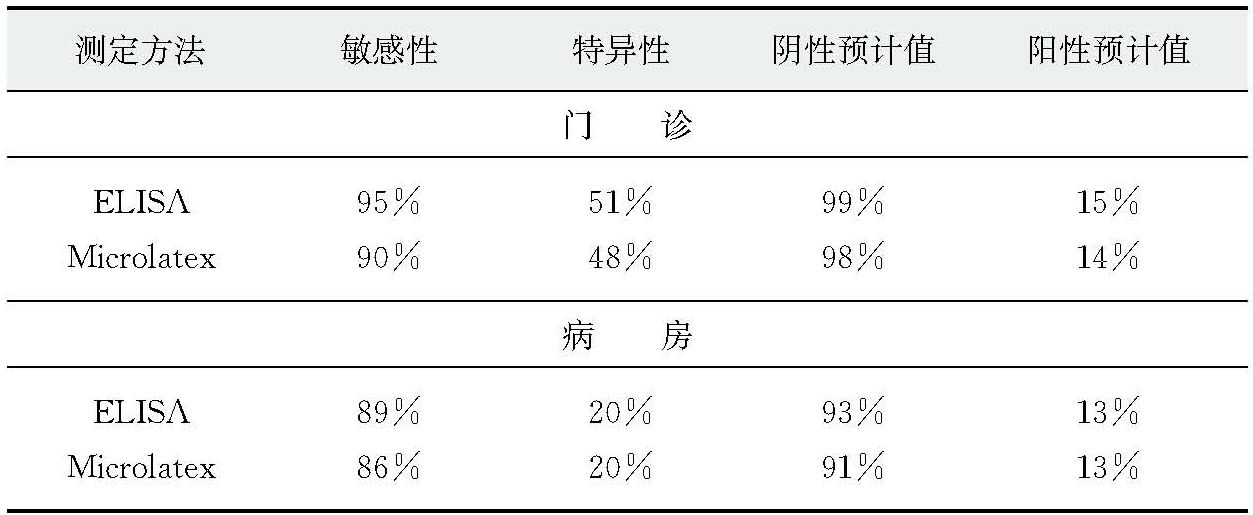 测定方法 敏感性 特异性 阴性预计值 阳性预计值
门 诊
ELISA 95% 51% 99% 15%
Microlatex 90% 48% 98% 14%
病 房
ELISA 89% 20% 93% 13%
Microlatex 86% 20% 91% 13%